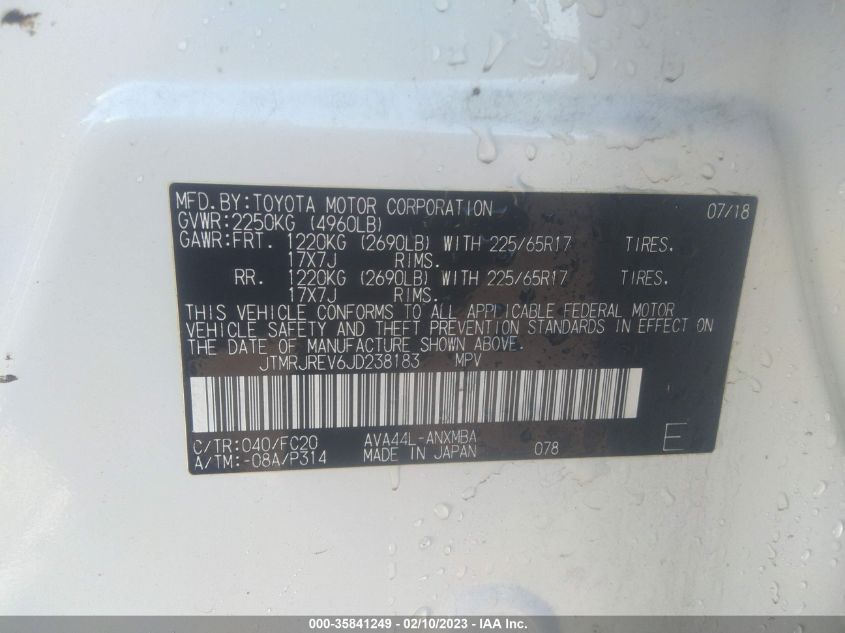 MFD.BY:TOYOTA MOTOR CORPORATION 07/18
GVWR:2250KG (4960LB)
GAWR:FRT. 1220KG (2690LB) WITH 225/65R17 TIRES.
17X7J RIMS.
RR. 1220KG (2690LB) WITH 225/65R17 TIRES.
17X7J RIMS.
THIS VEHICLE CONFORMS TO ALL APPLICABLE FEDERAL MOTOR
VEHICLE SAFETY AND THEFT PREVENTION STANDARDS IN EFFECT ON
THE DATE OF MANUFACTURE SHOWN ABOVE.
JTMRJREV6JD238183 MPV
C/TR:040/FC20 AVA44L-ANXMBA
A/TM:-08A/P314 MADE IN JAPAN 078 E
000-35841249 - 02/10/2023 - IAA Inc.